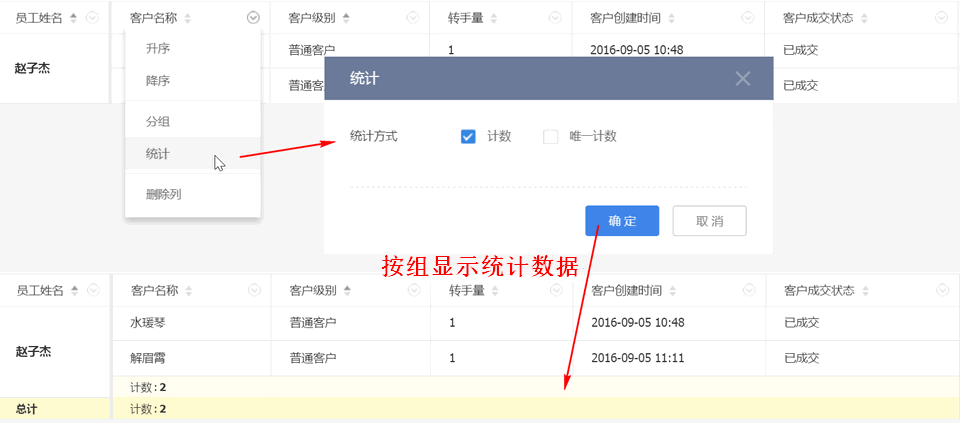 员工姓名 客户名称 客户级别 转手量 客户创建时间 客户成交状态
赵子杰
升序
降序
分组
统计
删除列
普通客户 1 2016-09-05 10:48 已成交
普通客 已成交
统计
统计方式 计数 唯一计数
确定 取消
按组显示统计数据
员工姓名 客户名称 客户级别 转手量 客户创建时间 客户成交状态
赵子杰
水瑗琴 普通客户 1 2016-09-05 10:48 已成交
解眉霄 普通客户 1 2016-09-05 11:11 已成交
计数:2
总计 计数:2